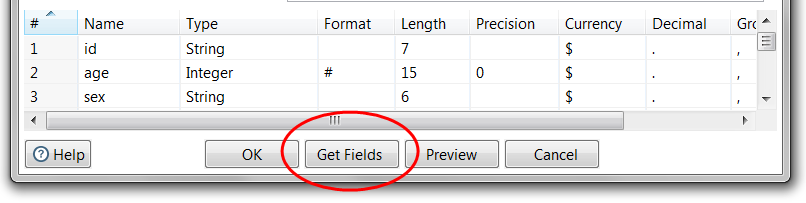 # Name Type Format Length Precision Currency Decimal Gro
1 id String 7 $ . ,
2 age Integer # 15 0 $ . ,
3 sex String 6 $ . ,
? Help OK Get Fields Preview Cancel